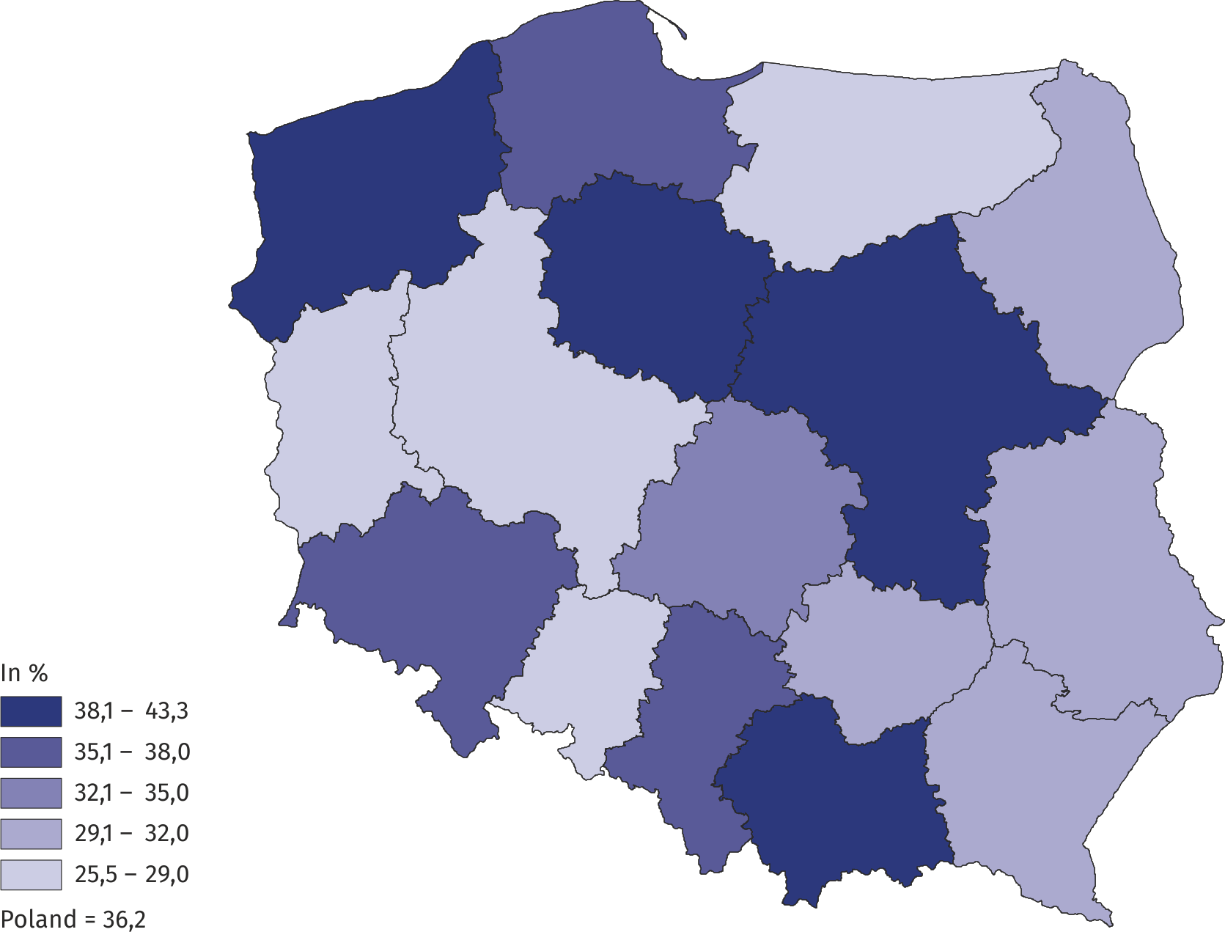 In %
38,1 – 43,3
35,1 – 38,0
32,1 – 35,0
29,1 – 32,0
25,5 – 29,0
Poland = 36,2